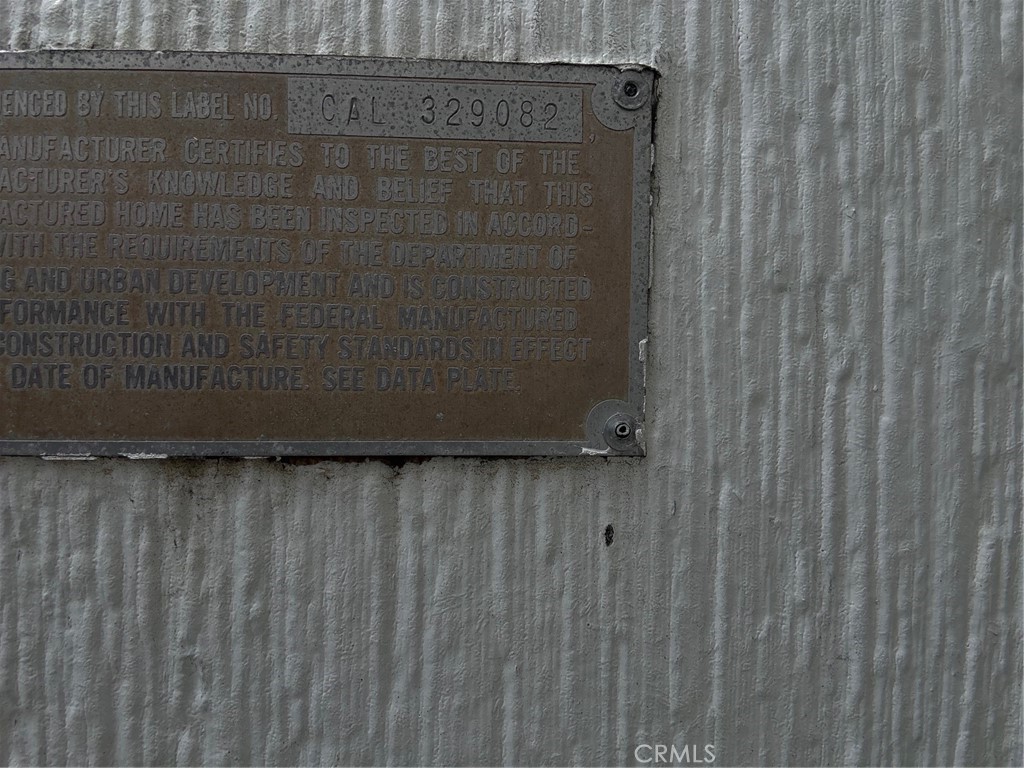 ENCED BY THIS LABEL NO. CAL 329082
ANUFACTURER CERTIFIES TO THE BEST OF THE
ACTURER'S KNOWLEDGE AND BELIEF THAT THIS
FACTURED HOME HAS BEEN INSPECTED IN ACCORD-
WITH THE REQUIREMENTS OF THE DEPARTMENT OF
G AND URBAN DEVELOPMENT AND IS CONSTRUCTED
FORMANCE WITH THE FEDERAL MANUFACTURED
CONSTRUCTION AND SAFETY STANDARDS IN EFFECT
DATE OF MANUFACTURE. SEE DATA PLATE.
CRMLS